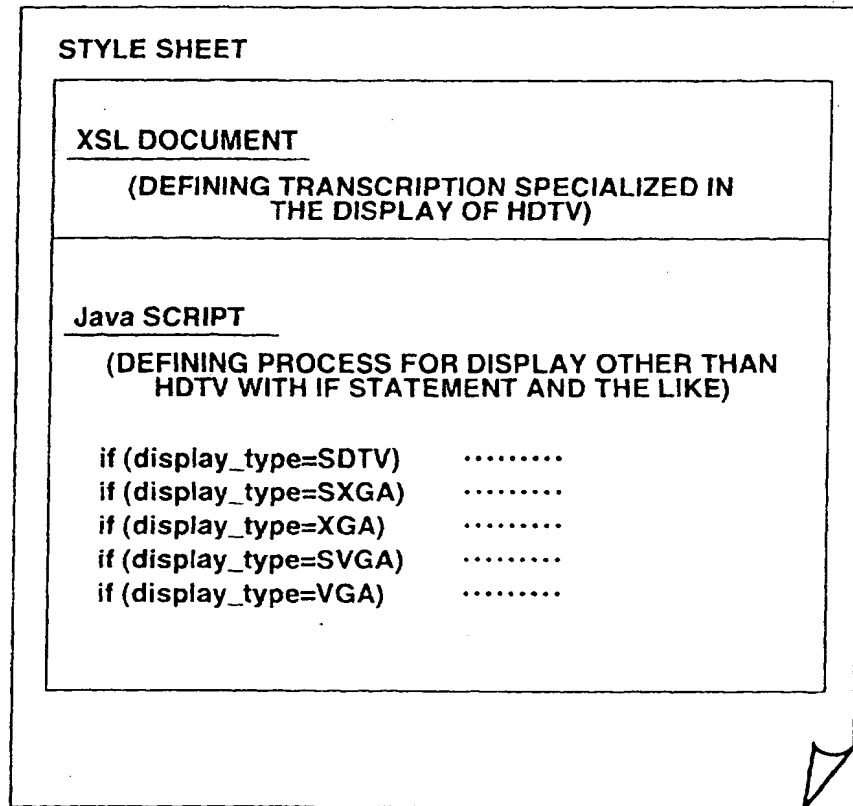 STYLE SHEET
XSL DOCUMENT
(DEFINING TRANSCRIPTION SPECIALIZED IN
THE DISPLAY OF HDTV)
Java SCRIPT
(DEFINING PROCESS FOR DISPLAY OTHER THAN
HDTV WITH IF STATEMENT AND THE LIKE)
if (display_type=SDTV) ·········
if (display_type=SXGA) ·········
if (display_type=XGA) ·········
if (display_type=SVGA) ·········
if (display_type=VGA) ·········